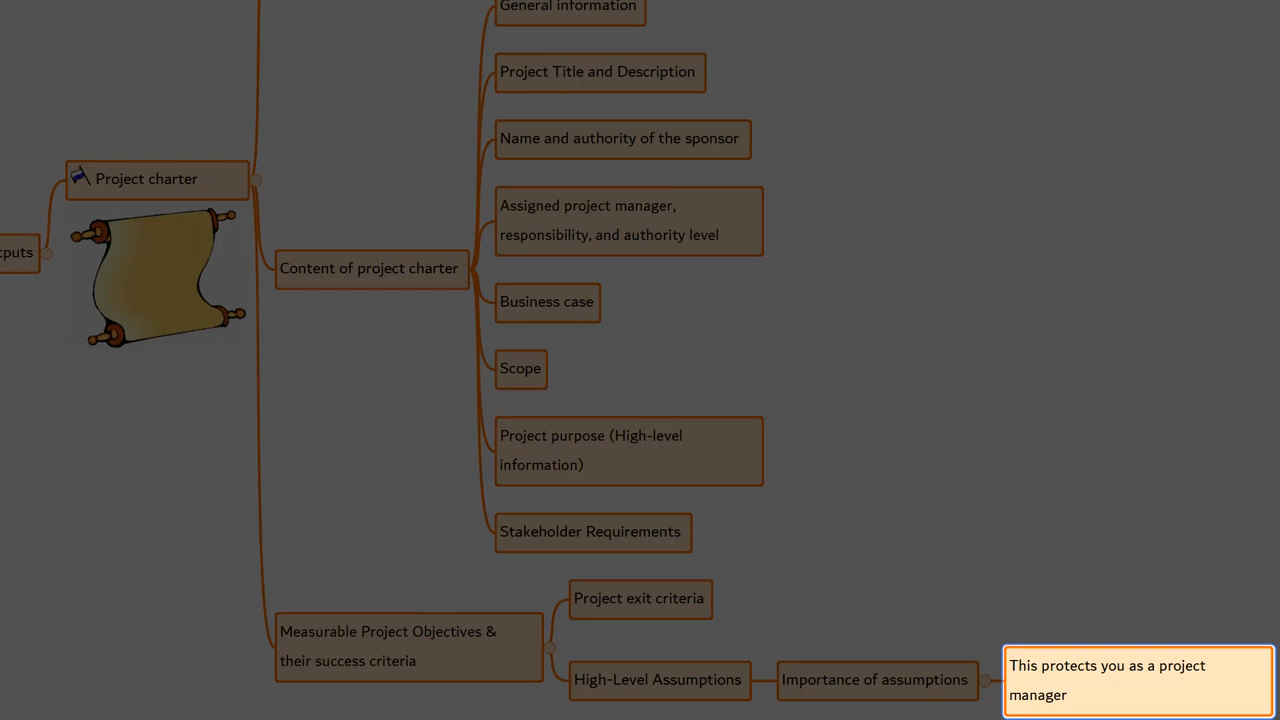 General information
Project Title and Description
Name and authority of the sponsor
Project charter
Assigned project manager,
responsibility, and authority level
tputs
Content of project charter
Business case
Scope
Project purpose (High-level
information)
Stakeholder Requirements
Project exit criteria
Measurable Project Objectives &
their success criteria
High-Level Assumptions
Importance of assumptions
This protects you as a project
manager